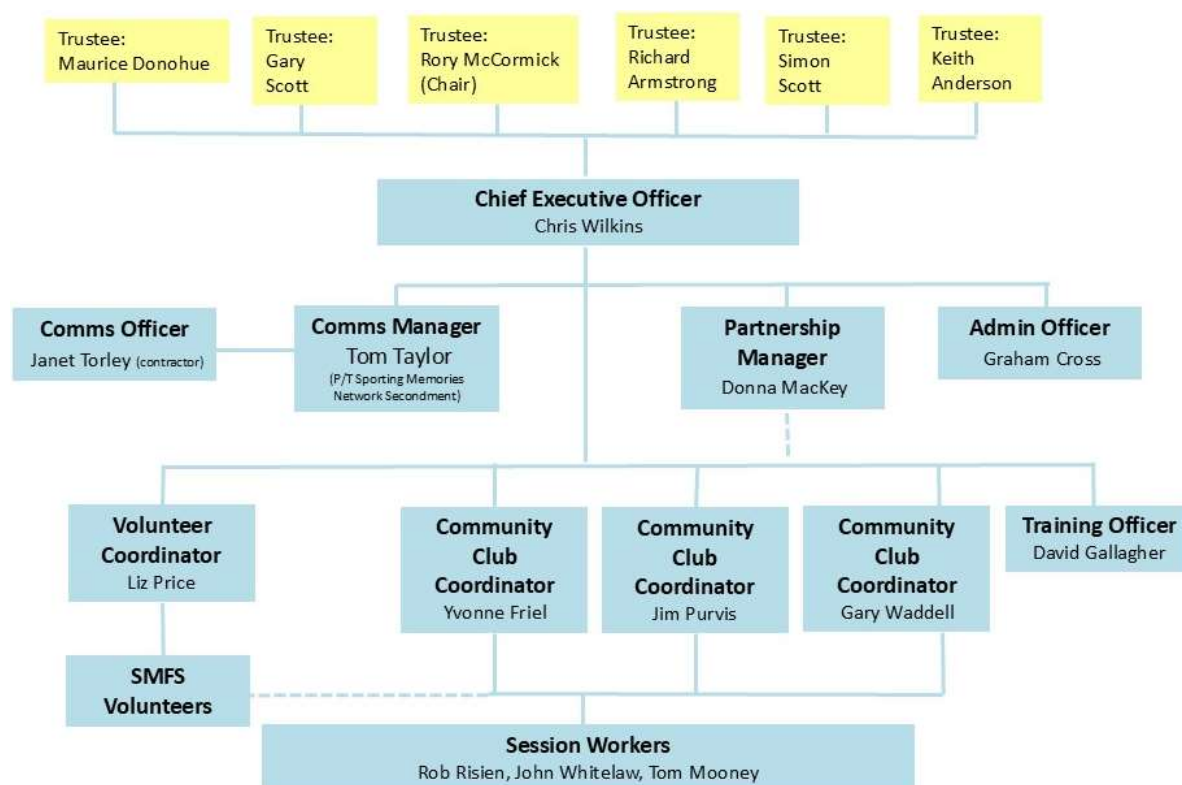 Trustee:
Maurice Donohue
Trustee:
Gary
Scott
Trustee:
Rory McCormick
(Chair)
Trustee:
Richard
Armstrong
Trustee:
Simon
Scott
Trustee:
Keith
Anderson
Chief Executive Officer
Chris Wilkins
Comms Officer
Janet Torley (contractor)
Comms Manager
Tom Taylor
(P/T Sporting Memories
Network Secondment)
Partnership
Manager
Donna MacKey
Admin Officer
Graham Cross
Volunteer
Coordinator
Liz Price
Community
Club
Coordinator
Yvonne Friel
Community
Club
Coordinator
Jim Purvis
Community
Club
Coordinator
Gary Waddell
Training Officer
David Gallagher
SMFS
Volunteers
Session Workers
Rob Risien, John Whitelaw, Tom Mooney